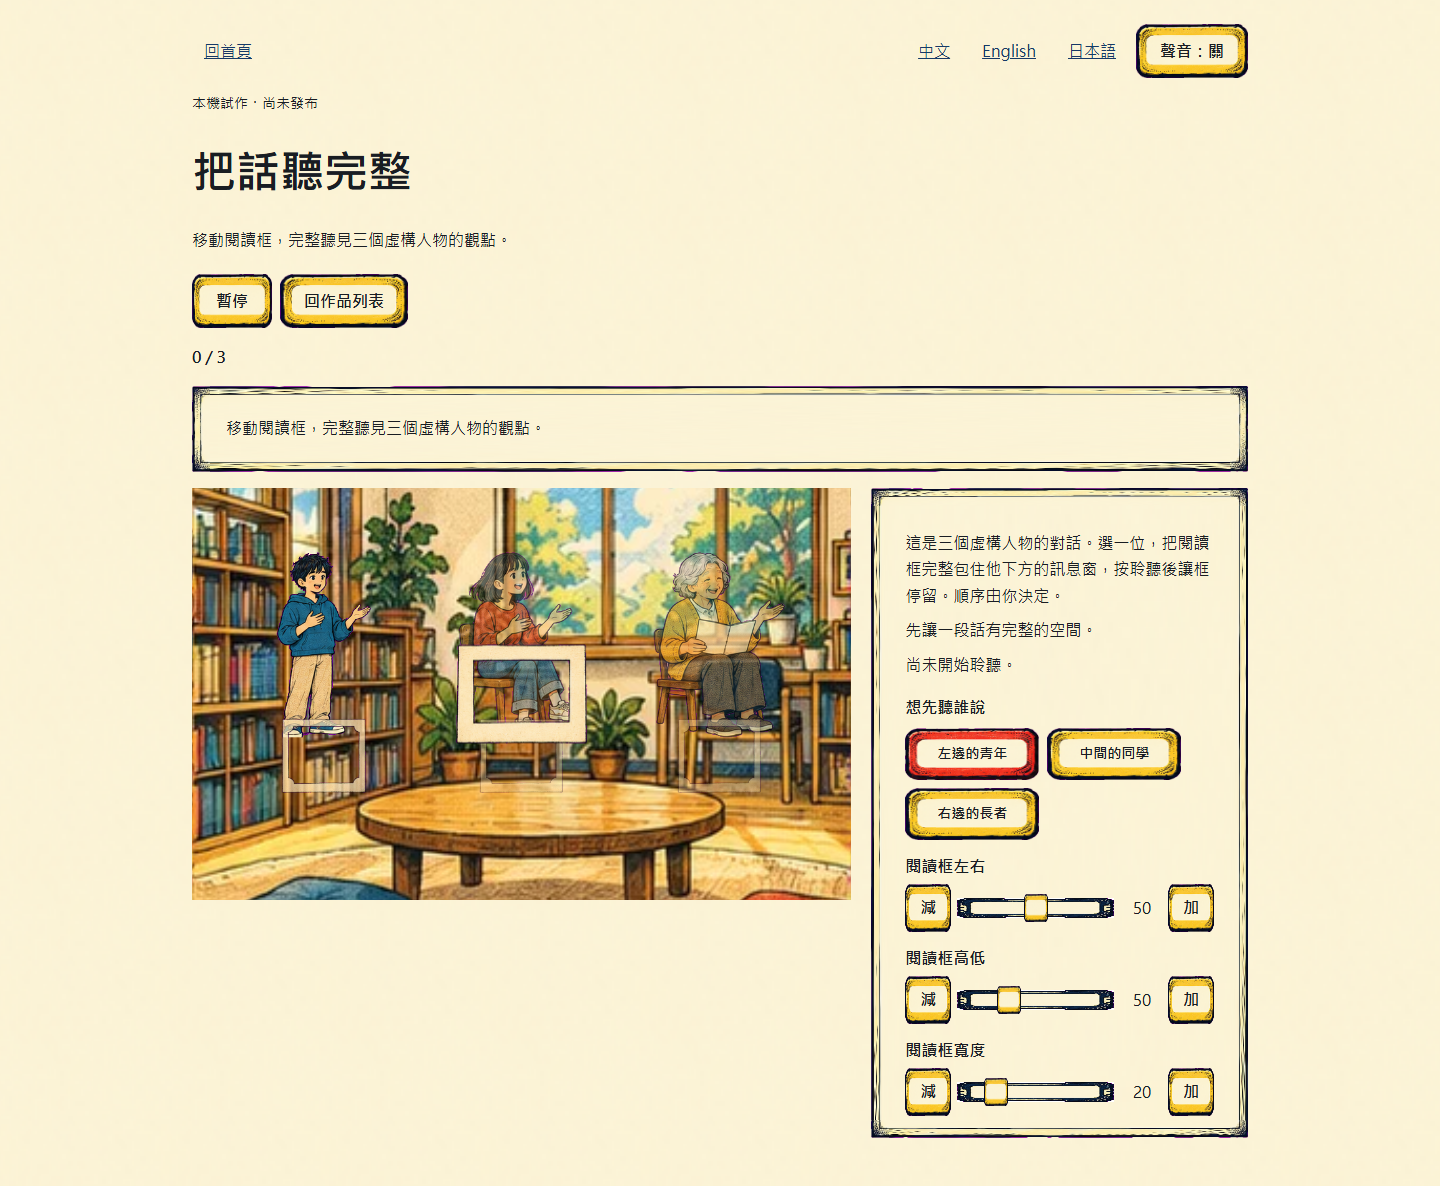 回首頁
中文 English 日本語 聲音：關
本機試作・尚未發布
把話聽完整
移動閱讀框，完整聽見三個虛構人物的觀點。
暫停 回作品列表
0 / 3
移動閱讀框，完整聽見三個虛構人物的觀點。
這是三個虛構人物的對話。選一位，把閱讀
框完整包住他下方的訊息窗，按聆聽後讓框
停留。順序由你決定。
先讓一段話有完整的空間。
尚未開始聆聽。
想先聽誰說
左邊的青年 中間的同學
右邊的長者
閱讀框左右
減 50 加
閱讀框高低
減 50 加
閱讀框寬度
減 20 加